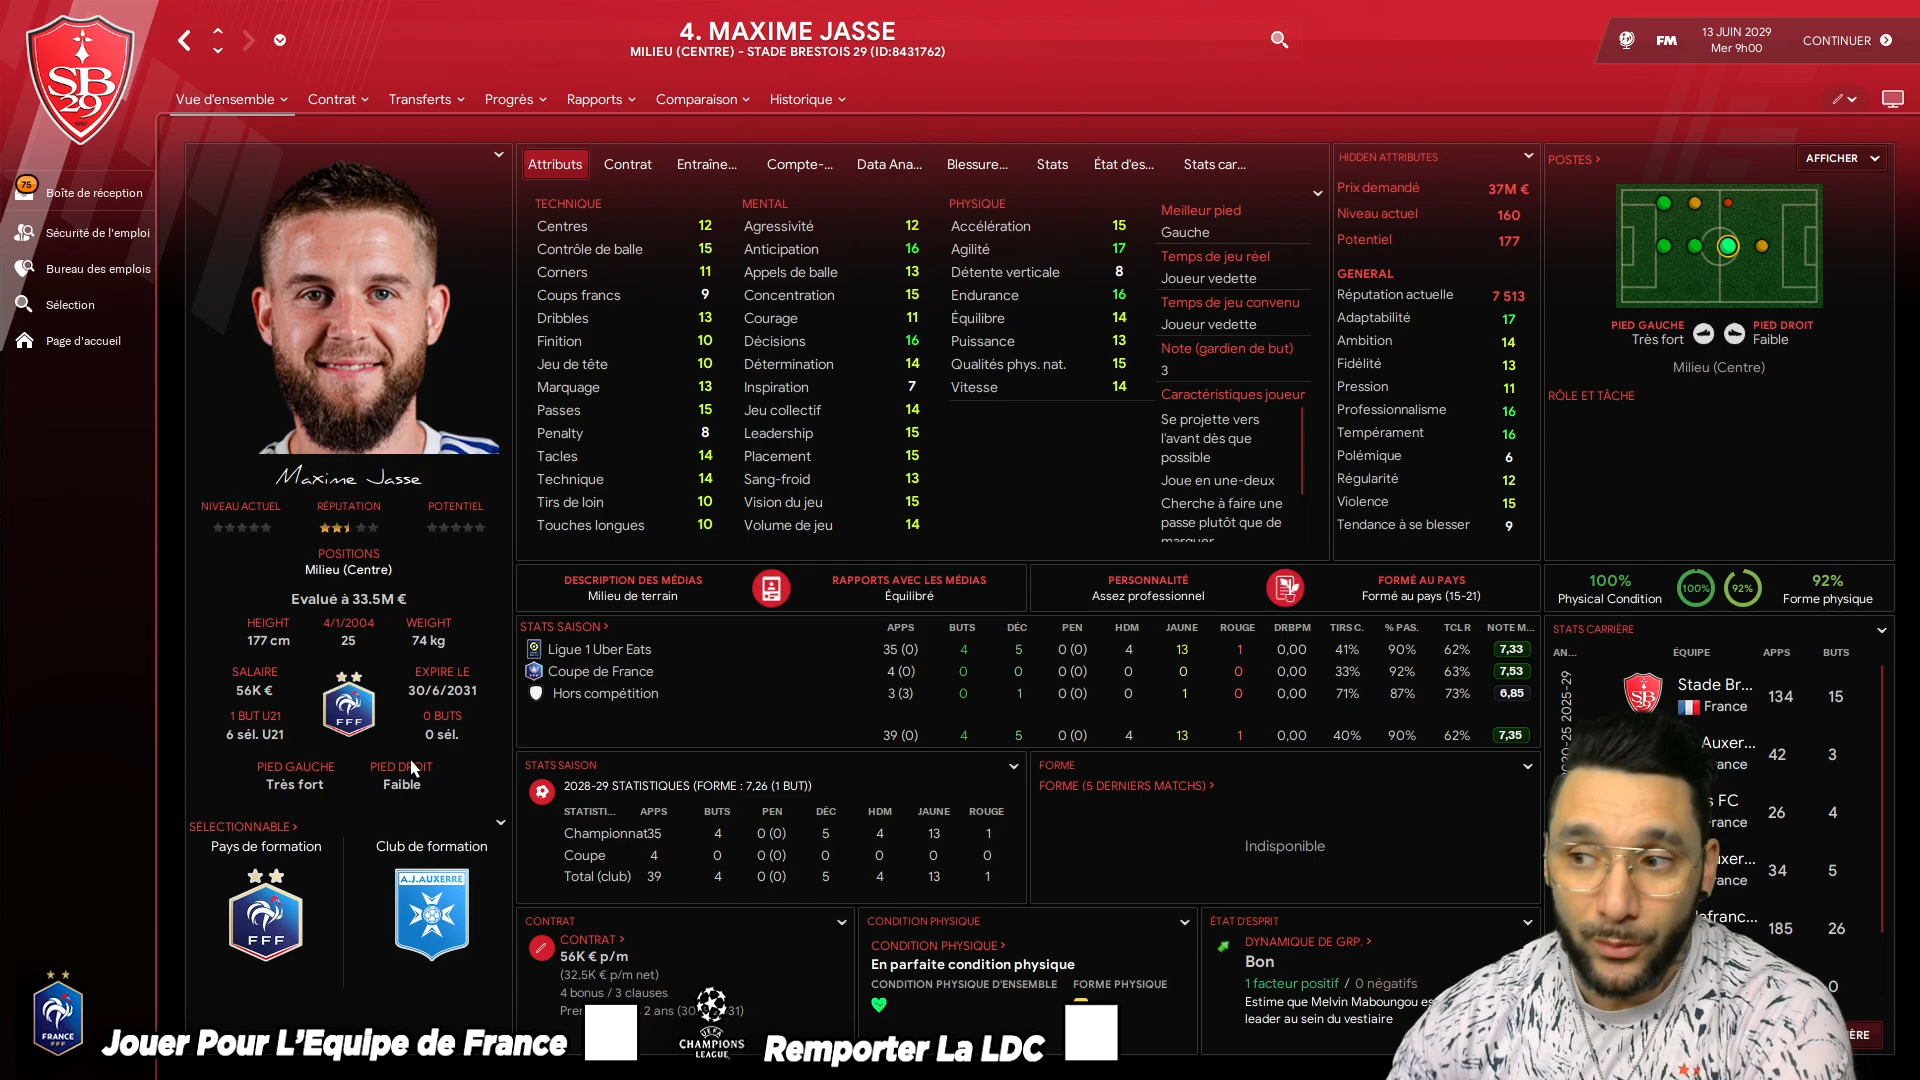 4. MAXIME JASSE
MILIEU (CENTRE) - STADE BRESTOIS 29 (ID:8431762)
FM
13 JUIN 2029
Mer 9h00
CONTINUER
SB
29
Vue d'ensemble
Contrat
Transferts
Progrès
Rapports
Comparaison
Historique
75
Boîte de réception
Sécurité de l'emploi
Bureau des emplois
Sélection
Page d'accueil
Maxime Jasse
NIVEAU ACTUEL RÉPUTATION POTENTIEL
POSITIONS
Milieu (Centre)
Evalué à 33.5M €
HEIGHT 4/1/2004 WEIGHT
177 cm 25 74 kg
SALAIRE EXPIRE LE
56K € 30/6/2031
FFF
1 BUT U21 0 BUTS
6 sél. U21 0 sél.
PIED GAUCHE PIED DROIT
Très fort Faible
SÉLECTIONNABLE >
Pays de formation Club de formation
FFF
A.J.AUXERRE
Attributs Contrat Entraîne... Compte-... Data Ana... Blessure... Stats État d'es... Stats car...
TECHNIQUE
Centres 12
Contrôle de balle 15
Corners 11
Coups francs 9
Dribbles 13
Finition 10
Jeu de tête 10
Marquage 13
Passes 15
Penalty 8
Tacles 14
Technique 14
Tirs de loin 10
Touches longues 10
MENTAL
Agressivité 12
Anticipation 16
Appels de balle 13
Concentration 15
Courage 11
Décisions 16
Détermination 14
Inspiration 7
Jeu collectif 14
Leadership 15
Placement 15
Sang-froid 13
Vision du jeu 15
Volume de jeu 14
PHYSIQUE
Accélération 15
Agilité 17
Détente verticale 8
Endurance 16
Équilibre 14
Puissance 13
Qualités phys. nat. 15
Vitesse 14
Meilleur pied
Gauche
Temps de jeu réel
Joueur vedette
Temps de jeu convenu
Joueur vedette
Note (gardien de but)
3
Caractéristiques joueur
Se projette vers
l'avant dès que
possible
Joue en une-deux
Cherche à faire une
passe plutôt que de
marquer
HIDDEN ATTRIBUTES
Prix demandé 37M €
Niveau actuel 160
Potentiel 177
GENERAL
Réputation actuelle 7 513
Adaptabilité 17
Ambition 14
Fidélité 13
Pression 11
Professionnalisme 16
Tempérament 16
Polémique 6
Régularité 12
Violence 15
Tendance à se blesser 9
POSTES >
AFFICHER
PIED GAUCHE PIED DROIT
Très fort Faible
Milieu (Centre)
RÔLE ET TÂCHE
DESCRIPTION DES MÉDIAS
Milieu de terrain
RAPPORTS AVEC LES MÉDIAS
Équilibré
PERSONNALITÉ
Assez professionnel
FORMÉ AU PAYS
Formé au pays (15-21)
100%
Physical Condition
100%
92%
92%
Forme physique
STATS SAISON > APPS BUTS DÉC PEN HDM JAUNE ROUGE DRBPM TIRS C. % PAS. TCL R NOTE M...
Ligue 1 Uber Eats 35 (0) 4 5 0 (0) 4 13 1 0,00 41% 90% 62% 7,33
Coupe de France 4 (0) 0 0 0 (0) 0 0 0 0,00 33% 92% 63% 7,53
Hors compétition 3 (3) 0 1 0 (0) 0 1 0 0,00 71% 87% 73% 6,85
39 (0) 4 5 0 (0) 4 13 1 0,00 40% 90% 62% 7,35
STATS SAISON
2028-29 STATISTIQUES (FORME : 7,26 (1 BUT))
STATISTI... APPS BUTS PEN DÉC HDM JAUNE ROUGE
Championnat 35 4 0 (0) 5 4 13 1
Coupe 4 0 0 (0) 0 0 0 0
Total (club) 39 4 0 (0) 5 4 13 1
FORME
FORME (5 DERNIERS MATCHS) >
Indisponible
STATS CARRIÈRE
AN... ÉQUIPE APPS BUTS
2025-29
Stade Br... 134 15
France
2020-25
Auxer... 42 3
FC 26 4
34 5
185 26
0
CONTRAT
CONTRAT >
56K € p/m
(32,5K € p/m net)
4 bonus / 3 clauses
2 ans
CONDITION PHYSIQUE
CONDITION PHYSIQUE >
En parfaite condition physique
CONDITION PHYSIQUE D'ENSEMBLE FORME PHYSIQUE
ÉTAT D'ESPRIT
DYNAMIQUE DE GRP. >
Bon
1 facteur positif / 0 négatifs
Estime que Melvin Maboungou es
leader au sein du vestiaire
FRANCE
FFF
Jouer Pour L'Equipe de France
UEFA
CHAMPIONS
LEAGUE
Remporter La LDC